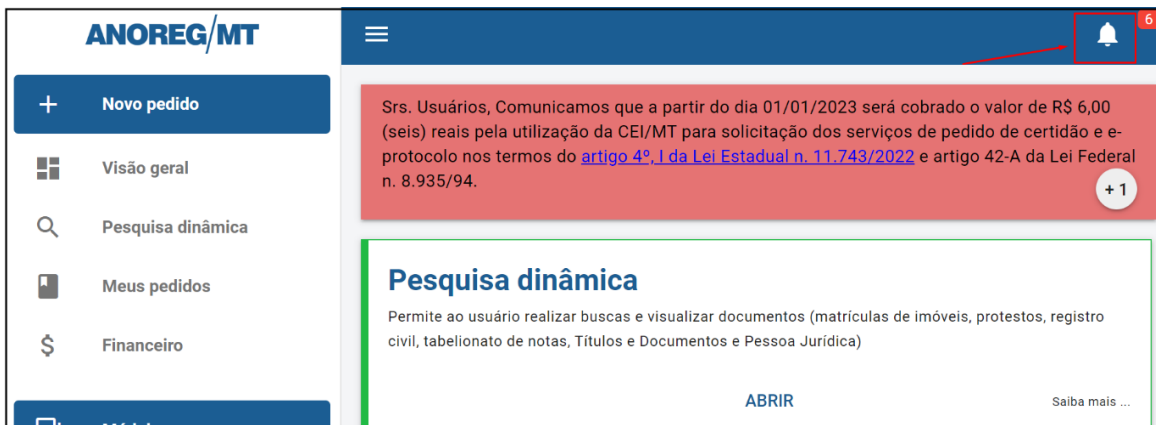 ANOREG/MT
6
Novo pedido
Visão geral
Pesquisa dinâmica
Meus pedidos
Financeiro
Srs. Usuários, Comunicamos que a partir do dia 01/01/2023 será cobrado o valor de R$ 6,00
(seis) reais pela utilização da CEI/MT para solicitação dos serviços de pedido de certidão e e-
protocolo nos termos do artigo 4º, I da Lei Estadual n. 11.743/2022 e artigo 42-A da Lei Federal
n. 8.935/94.
+ 1
Pesquisa dinâmica
Permite ao usuário realizar buscas e visualizar documentos (matrículas de imóveis, protestos, registro
civil, tabelionato de notas, Títulos e Documentos e Pessoa Jurídica)
ABRIR
Saiba mais ...